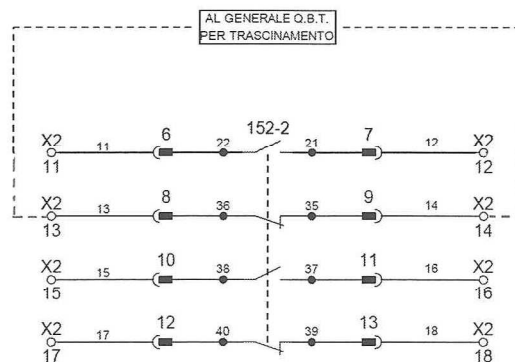 AL GENERALE Q.B.T.
PER TRASCINAMENTO
152-2
X2 11 6 22 21 7 12 X2
11 12
X2 13 8 36 35 9 14 X2
13 14
X2 15 10 38 37 11 16 X2
15 16
X2 17 12 40 39 13 18 X2
17 18